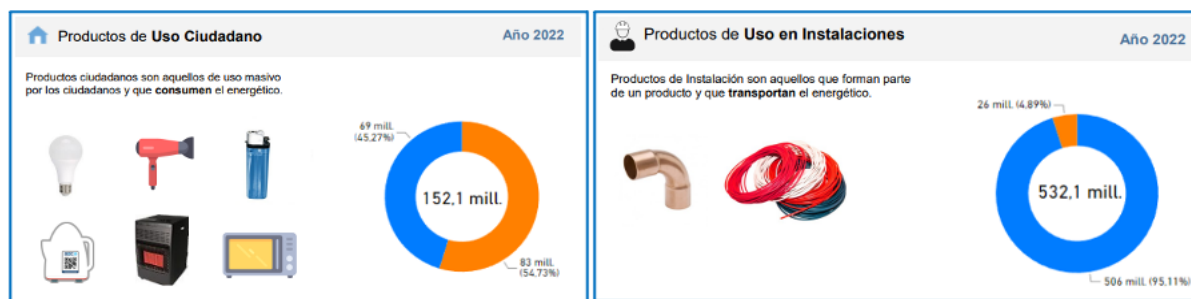 Productos de Uso Ciudadano
Año 2022
Productos ciudadanos son aquellos de uso masivo
por los ciudadanos y que consumen el energético.
69 mill.
(45,27%)
152,1 mill.
83 mill.
(54,73%)
Productos de Uso en Instalaciones
Año 2022
Productos de Instalación son aquellos que forman parte
de un producto y que transportan el energético.
26 mill. (4.89%)
532,1 mill.
506 mill. (95,11%)